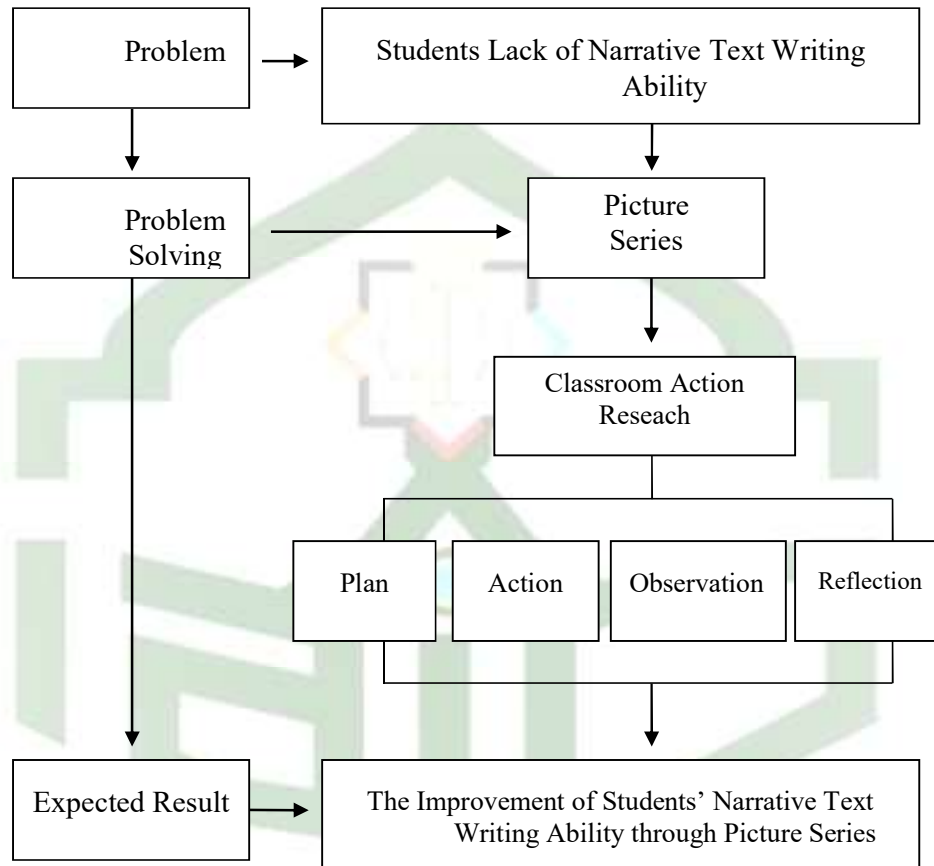 Problem
Students Lack of Narrative Text Writing
Ability
Problem
Solving
Picture
Series
Classroom Action
Reseach
Plan
Action
Observation
Reflection
Expected Result
The Improvement of Students’ Narrative Text
Writing Ability through Picture Series